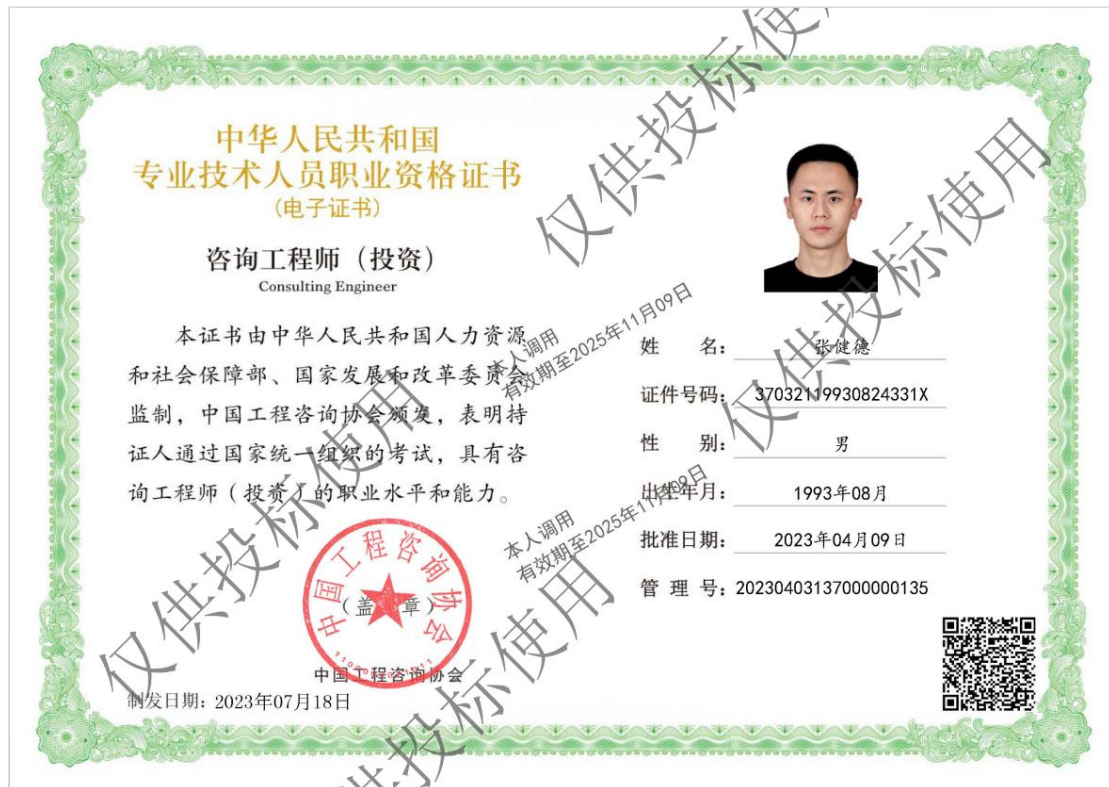 中华人民共和国
专业技术人员职业资格证书
(电子证书)
咨询工程师（投资）
Consulting Engineer
本证书由中华人民共和国人力资源
和社会保障部、国家发展和改革委员会
监制，中国工程咨询协会颁发，表明持
证人通过国家统一组织的考试，具有咨
询工程师（投资）的职业水平和能力。
中国工程咨询协会
（盖 章）
中国工程咨询协会
制发日期：2023年07月18日
姓 名：张健德
证件号码：37032119930824331X
性 别：男
出生年月：1993年08月
批准日期：2023年04月09日
管 理 号：20230403137000000135
本人调用
有效期至2025年11月09日
本人调用
有效期至2025年11月09日
仅供投标使用
仅供投标使用
仅供投标使用
供投标使用